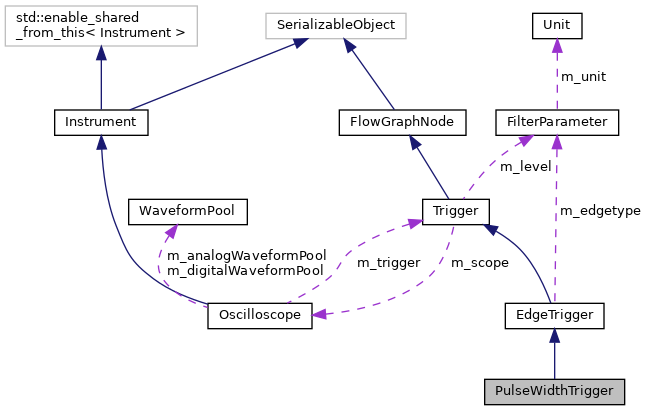 std::enable_shared
_from_this< Instrument >
SerializableObject
Unit
m_unit
Instrument
FlowGraphNode
FilterParameter
m_level
WaveformPool
Trigger
m_edgetype
m_analogWaveformPool
m_digitalWaveformPool
m_trigger
m_scope
Oscilloscope
EdgeTrigger
PulseWidthTrigger